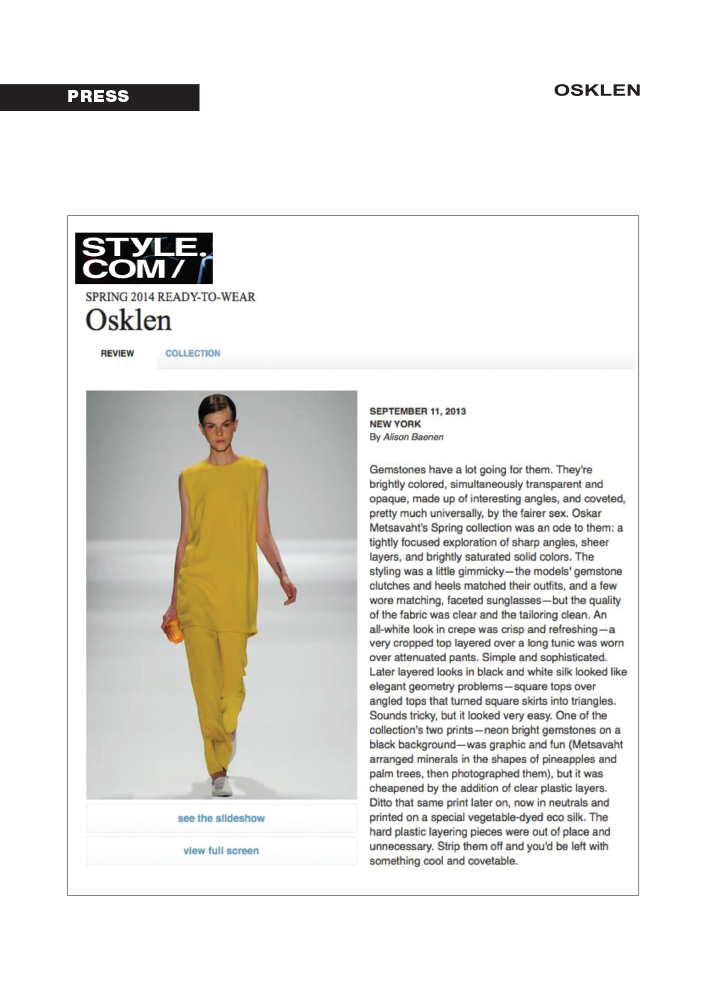 PRESS
OSKLEN
STYLE.
COM/
SPRING 2014 READY-TO-WEAR
Osklen
REVIEW
COLLECTION
SEPTEMBER 11, 2013
NEW YORK
By Alison Baenen
Gemstones have a lot going for them. They're
brightly colored, simultaneously transparent and
opaque, made up of interesting angles, and coveted,
pretty much universally, by the fairer sex. Oskar
Metsavaht's Spring collection was an ode to them: a
tightly focused exploration of sharp angles, sheer
layers, and brightly saturated solid colors. The
styling was a little gimmicky—the models' gemstone
clutches and heels matched their outfits, and a few
wore matching, faceted sunglasses—but the quality
of the fabric was clear and the tailoring clean. An
all-white look in crepe was crisp and refreshing—a
very cropped top layered over a long tunic was worn
over attenuated pants. Simple and sophisticated.
Later layered looks in black and white silk looked like
elegant geometry problems—square tops over
angled tops that turned square skirts into triangles.
Sounds tricky, but it looked very easy. One of the
collection's two prints—neon bright gemstones on a
black background—was graphic and fun (Metsavaht
arranged minerals in the shapes of pineapples and
palm trees, then photographed them), but it was
cheapened by the addition of clear plastic layers.
Ditto that same print later on, now in neutrals and
printed on a special vegetable-dyed eco silk. The
hard plastic layering pieces were out of place and
unnecessary. Strip them off and you'd be left with
something cool and covetable.
see the slideshow
view full screen